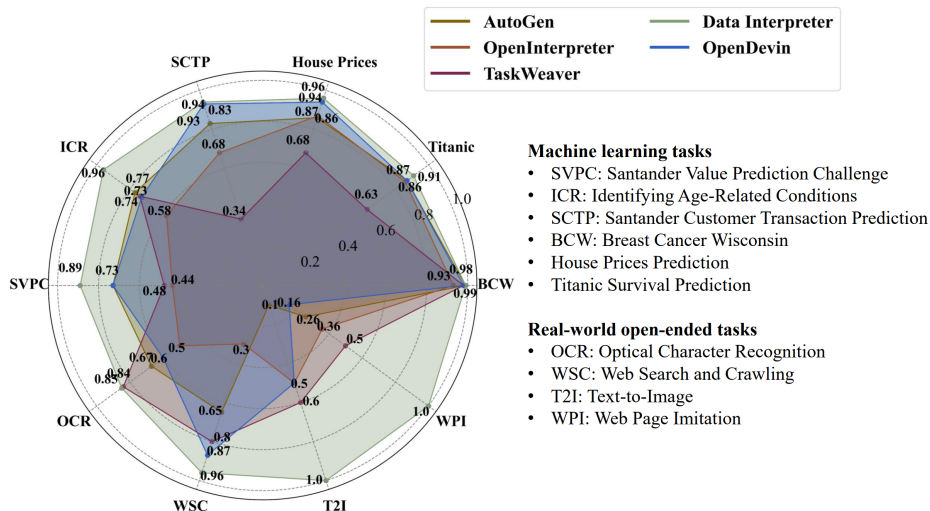 AutoGen
Data Interpreter
OpenInterpreter
OpenDevin
TaskWeaver
SCTP
House Prices
0.96
0.94
0.94
0.83
0.87
0.93
0.86
ICR
0.68
0.68
Titanic
0.87
0.91
0.96
0.77
0.86
0.73
0.63
1.0
0.74
0.58
0.34
0.8
0.6
0.4
0.2
0.89
0.73
0.98
SVPC
0.44
0.93
BCW
0.48
0.99
0.1
0.16
0.26
0.36
0.5
0.5
0.3
0.67
0.6
0.84
0.85
0.5
0.6
OCR
0.65
1.0
WPI
0.8
0.87
0.96
1.0
WSC
T2I
Machine learning tasks
• SVPC: Santander Value Prediction Challenge
• ICR: Identifying Age-Related Conditions
• SCTP: Santander Customer Transaction Prediction
• BCW: Breast Cancer Wisconsin
• House Prices Prediction
• Titanic Survival Prediction
Real-world open-ended tasks
• OCR: Optical Character Recognition
• WSC: Web Search and Crawling
• T2I: Text-to-Image
• WPI: Web Page Imitation